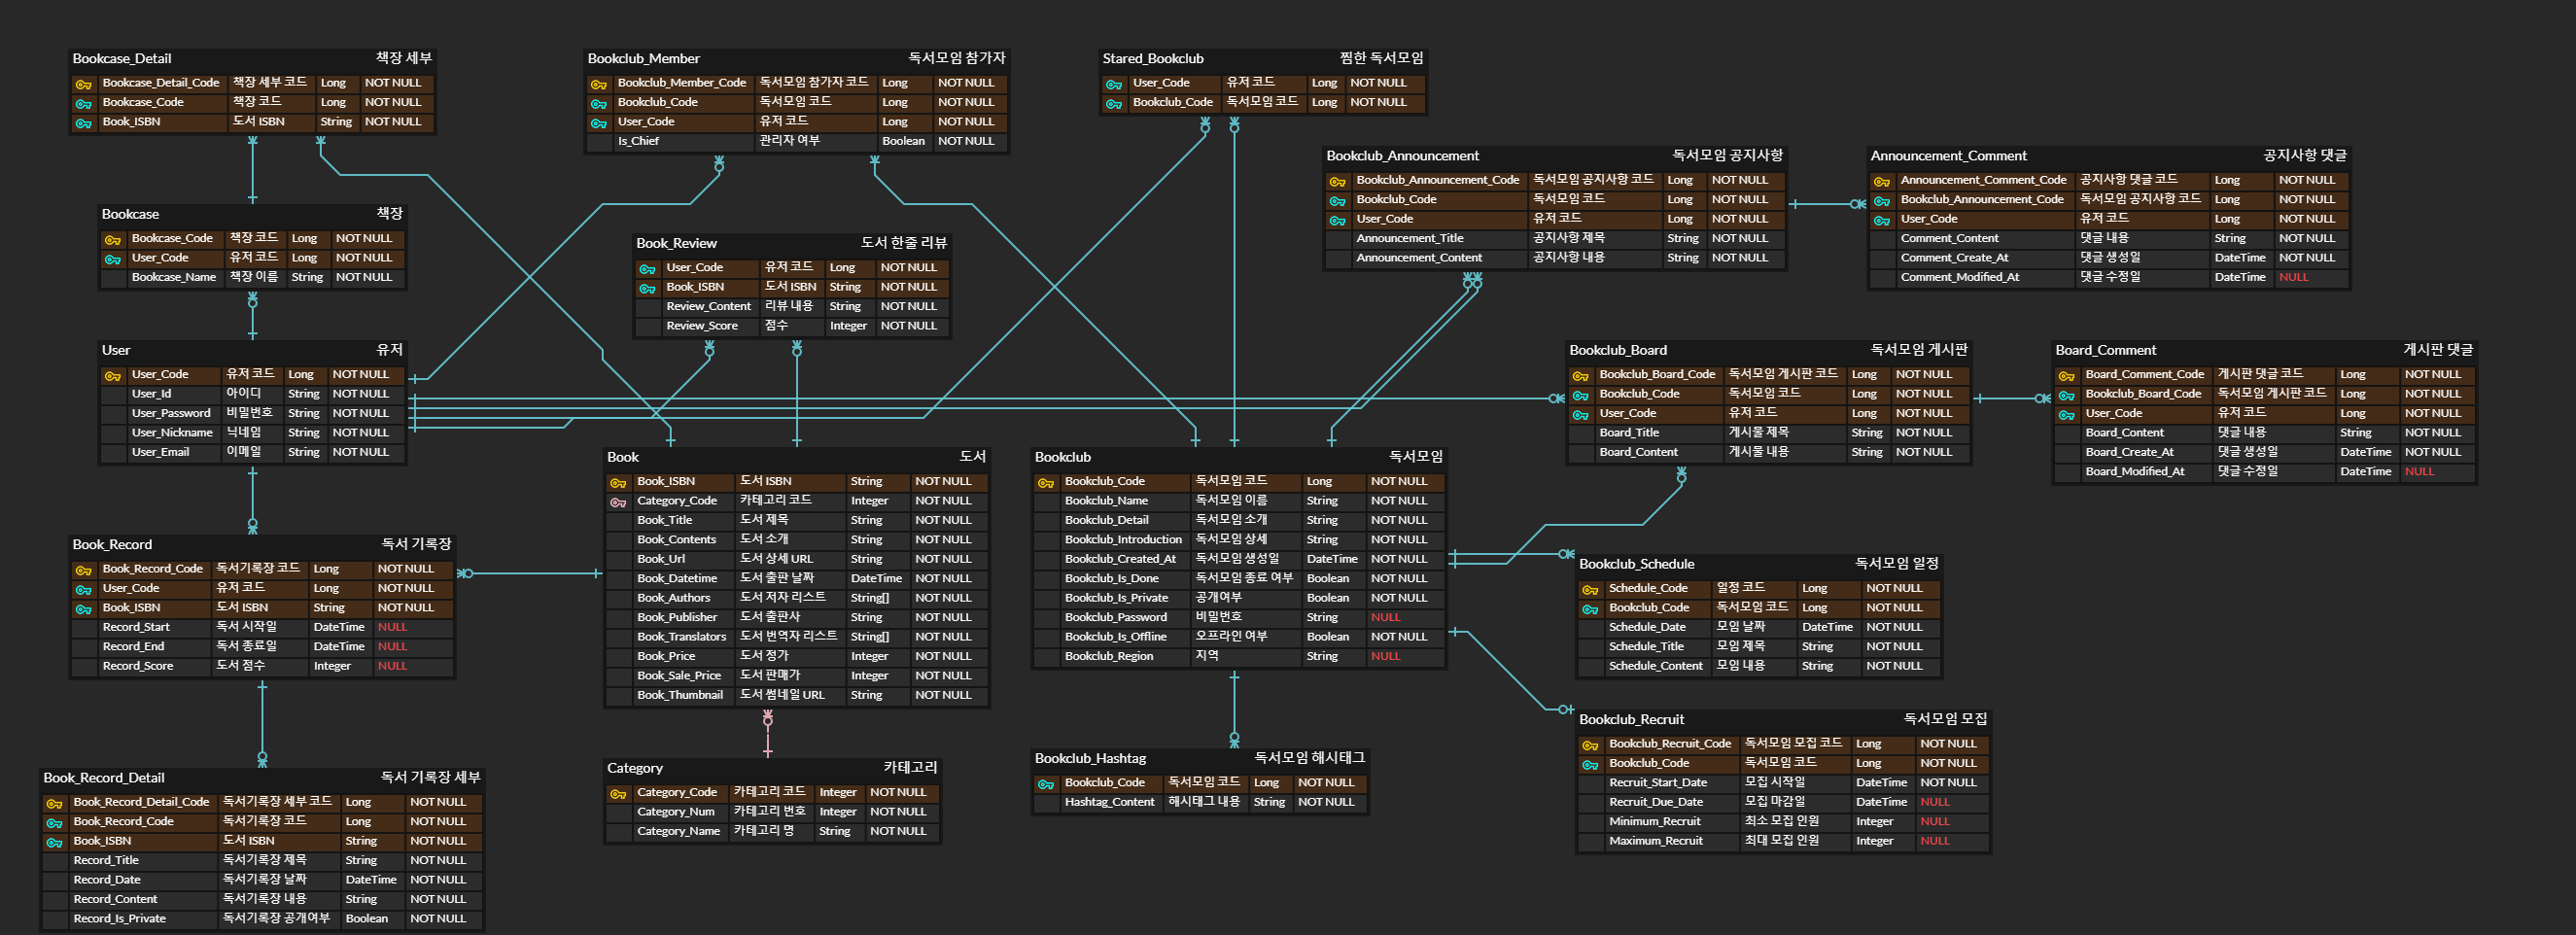 Bookcase_Detail 책장 세부
Bookcase_Detail_Code 책장 세부 코드 Long NOT NULL
Bookcase_Code 책장 코드 Long NOT NULL
Book_ISBN 도서 ISBN String NOT NULL
Bookclub_Member 독서모임 참가자
Bookclub_Member_Code 독서모임 참가자 코드 Long NOT NULL
Bookclub_Code 독서모임 코드 Long NOT NULL
User_Code 유저 코드 Long NOT NULL
Is_Chief 관리자 여부 Boolean NOT NULL
Stared_Bookclub 찜한 독서모임
User_Code 유저 코드 Long NOT NULL
Bookclub_Code 독서모임 코드 Long NOT NULL
Bookclub_Announcement 독서모임 공지사항
Bookclub_Announcement_Code 독서모임 공지사항 코드 Long NOT NULL
Bookclub_Code 독서모임 코드 Long NOT NULL
User_Code 유저 코드 Long NOT NULL
Announcement_Title 공지사항 제목 String NOT NULL
Announcement_Content 공지사항 내용 String NOT NULL
Announcement_Comment 공지사항 댓글
Announcement_Comment_Code 공지사항 댓글 코드 Long NOT NULL
Bookclub_Announcement_Code 독서모임 공지사항 코드 Long NOT NULL
User_Code 유저 코드 Long NOT NULL
Comment_Content 댓글 내용 String NOT NULL
Comment_Create_At 댓글 생성일 DateTime NOT NULL
Comment_Modified_At 댓글 수정일 DateTime NULL
Bookcase 책장
Bookcase_Code 책장 코드 Long NOT NULL
User_Code 유저 코드 Long NOT NULL
Bookcase_Name 책장 이름 String NOT NULL
Book_Review 도서 한줄 리뷰
User_Code 유저 코드 Long NOT NULL
Book_ISBN 도서 ISBN String NOT NULL
Review_Content 리뷰 내용 String NOT NULL
Review_Score 점수 Integer NOT NULL
User 유저
User_Code 유저 코드 Long NOT NULL
User_Id 아이디 String NOT NULL
User_Password 비밀번호 String NOT NULL
User_Nickname 닉네임 String NOT NULL
User_Email 이메일 String NOT NULL
Bookclub_Board 독서모임 게시판
Bookclub_Board_Code 독서모임 게시판 코드 Long NOT NULL
Bookclub_Code 독서모임 코드 Long NOT NULL
User_Code 유저 코드 Long NOT NULL
Board_Title 게시물 제목 String NOT NULL
Board_Content 게시물 내용 String NOT NULL
Board_Comment 게시판 댓글
Board_Comment_Code 게시판 댓글 코드 Long NOT NULL
Bookclub_Board_Code 독서모임 게시판 코드 Long NOT NULL
User_Code 유저 코드 Long NOT NULL
Board_Content 댓글 내용 String NOT NULL
Board_Create_At 댓글 생성일 DateTime NOT NULL
Board_Modified_At 댓글 수정일 DateTime NULL
Book 도서
Book_ISBN 도서 ISBN String NOT NULL
Category_Code 카테고리 코드 Integer NOT NULL
Book_Title 도서 제목 String NOT NULL
Book_Contents 도서 소개 String NOT NULL
Book_Url 도서 상세 URL String NOT NULL
Book_Datetime 도서 출판 날짜 DateTime NOT NULL
Book_Authors 도서 저자 리스트 String[] NOT NULL
Book_Publisher 도서 출판사 String NOT NULL
Book_Translators 도서 번역자 리스트 String[] NOT NULL
Book_Price 도서 정가 Integer NOT NULL
Book_Sale_Price 도서 판매가 Integer NOT NULL
Book_Thumbnail 도서 썸네일 URL String NOT NULL
Bookclub 독서모임
Bookclub_Code 독서모임 코드 Long NOT NULL
Bookclub_Name 독서모임 이름 String NOT NULL
Bookclub_Detail 독서모임 소개 String NOT NULL
Bookclub_Introduction 독서모임 상세 String NOT NULL
Bookclub_Created_At 독서모임 생성일 DateTime NOT NULL
Bookclub_Is_Done 독서모임 종료 여부 Boolean NOT NULL
Bookclub_Is_Private 공개여부 Boolean NOT NULL
Bookclub_Password 비밀번호 String NULL
Bookclub_Is_Offline 오프라인 여부 Boolean NOT NULL
Bookclub_Region 지역 String NULL
Book_Record 독서 기록장
Book_Record_Code 독서기록장 코드 Long NOT NULL
User_Code 유저 코드 Long NOT NULL
Book_ISBN 도서 ISBN String NOT NULL
Record_Start 독서 시작일 DateTime NULL
Record_End 독서 종료일 DateTime NULL
Record_Score 도서 점수 Integer NULL
Bookclub_Schedule 독서모임 일정
Schedule_Code 일정 코드 Long NOT NULL
Bookclub_Code 독서모임 코드 Long NOT NULL
Schedule_Date 모임 날짜 DateTime NOT NULL
Schedule_Title 모임 제목 String NOT NULL
Schedule_Content 모임 내용 String NOT NULL
Bookclub_Recruit 독서모임 모집
Bookclub_Recruit_Code 독서모임 모집 코드 Long NOT NULL
Bookclub_Code 독서모임 코드 Long NOT NULL
Recruit_Start_Date 모집 시작일 DateTime NOT NULL
Recruit_Due_Date 모집 마감일 DateTime NULL
Minimum_Recruit 최소 모집 인원 Integer NULL
Maximum_Recruit 최대 모집 인원 Integer NULL
Bookclub_Hashtag 독서모임 해시태그
Bookclub_Code 독서모임 코드 Long NOT NULL
Hashtag_Content 해시태그 내용 String NOT NULL
Category 카테고리
Category_Code 카테고리 코드 Integer NOT NULL
Category_Num 카테고리 번호 Integer NOT NULL
Category_Name 카테고리 명 String NOT NULL
Book_Record_Detail 독서 기록장 세부
Book_Record_Detail_Code 독서기록장 세부 코드 Long NOT NULL
Book_Record_Code 독서기록장 코드 Long NOT NULL
Book_ISBN 도서 ISBN String NOT NULL
Record_Title 독서기록장 제목 String NOT NULL
Record_Date 독서기록장 날짜 DateTime NOT NULL
Record_Content 독서기록장 내용 String NOT NULL
Record_Is_Private 독서기록장 공개여부 Boolean NOT NULL